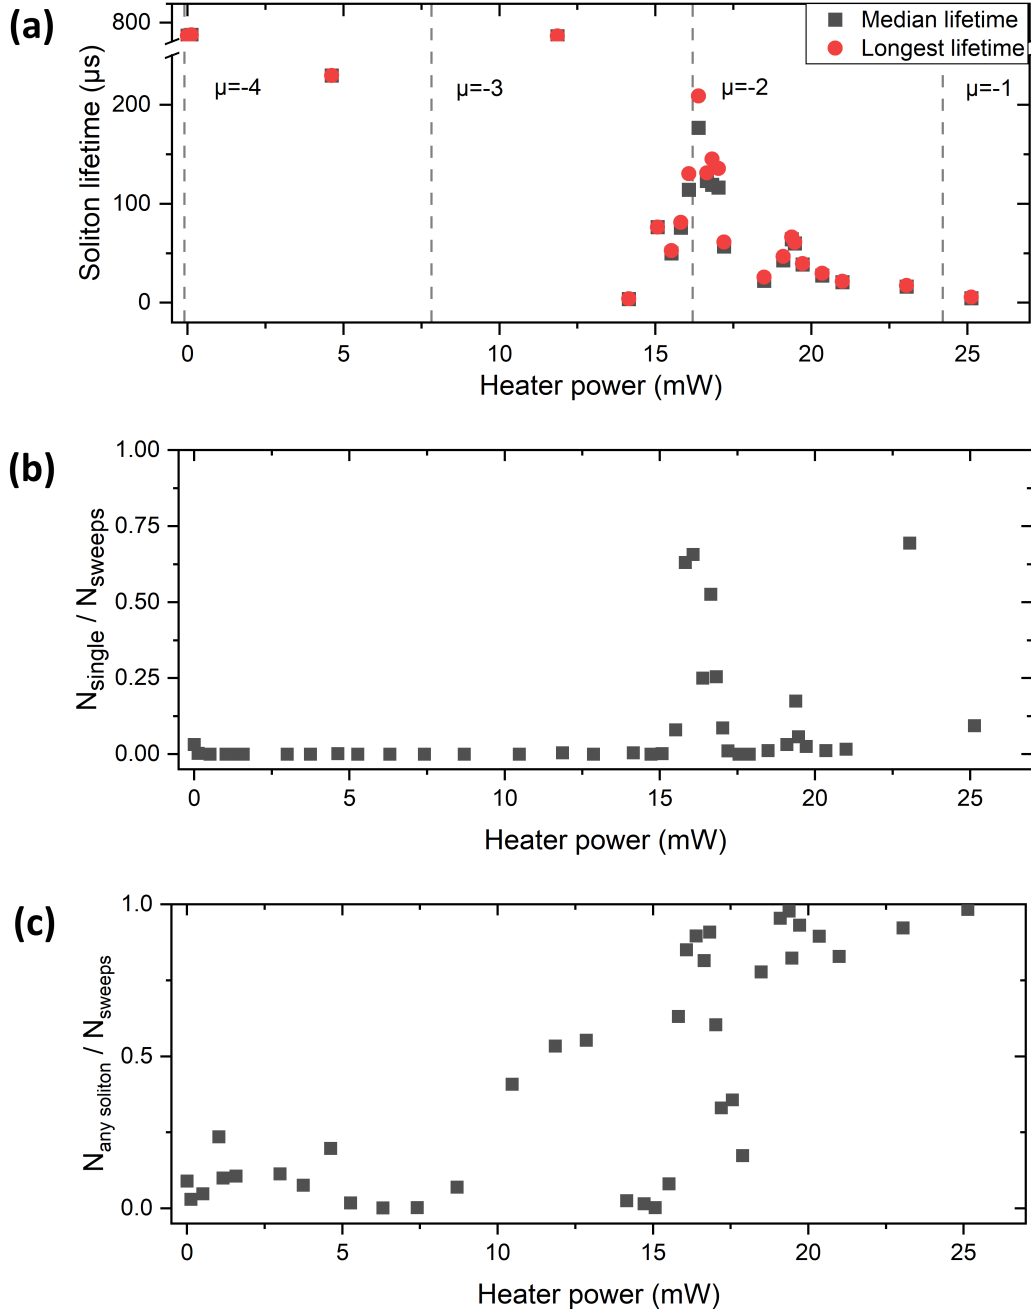 (a)
800
200
100
0
Soliton lifetime (µs)
Median lifetime
Longest lifetime
µ=-4
µ=-3
µ=-2
µ=-1
0 5 10 15 20 25
Heater power (mW)
(b)
1.00
0.75
0.50
0.25
0.00
Nsingle / Nsweeps
0 5 10 15 20 25
Heater power (mW)
(c)
1.0
0.5
0.0
Nany soliton / Nsweeps
0 5 10 15 20 25
Heater power (mW)